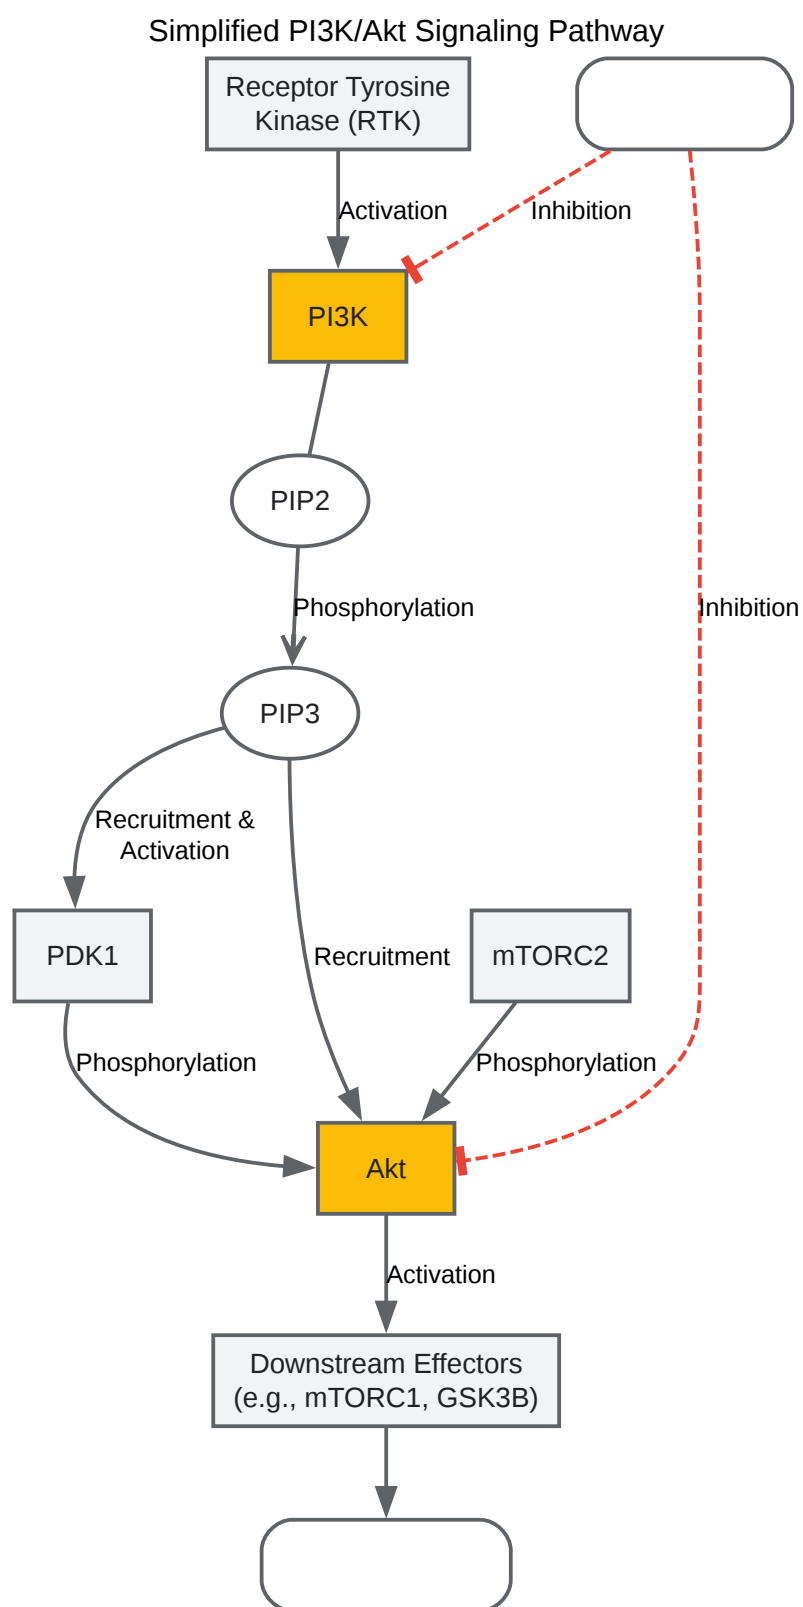 Simplified PI3K/Akt Signaling Pathway
Receptor Tyrosine
Kinase (RTK)
Activation
Inhibition
PI3K
PIP2
Phosphorylation
Inhibition
PIP3
Recruitment &
Activation
PDK1
Recruitment
mTORC2
Phosphorylation
Phosphorylation
Akt
Activation
Downstream Effectors
(e.g., mTORC1, GSK3B)